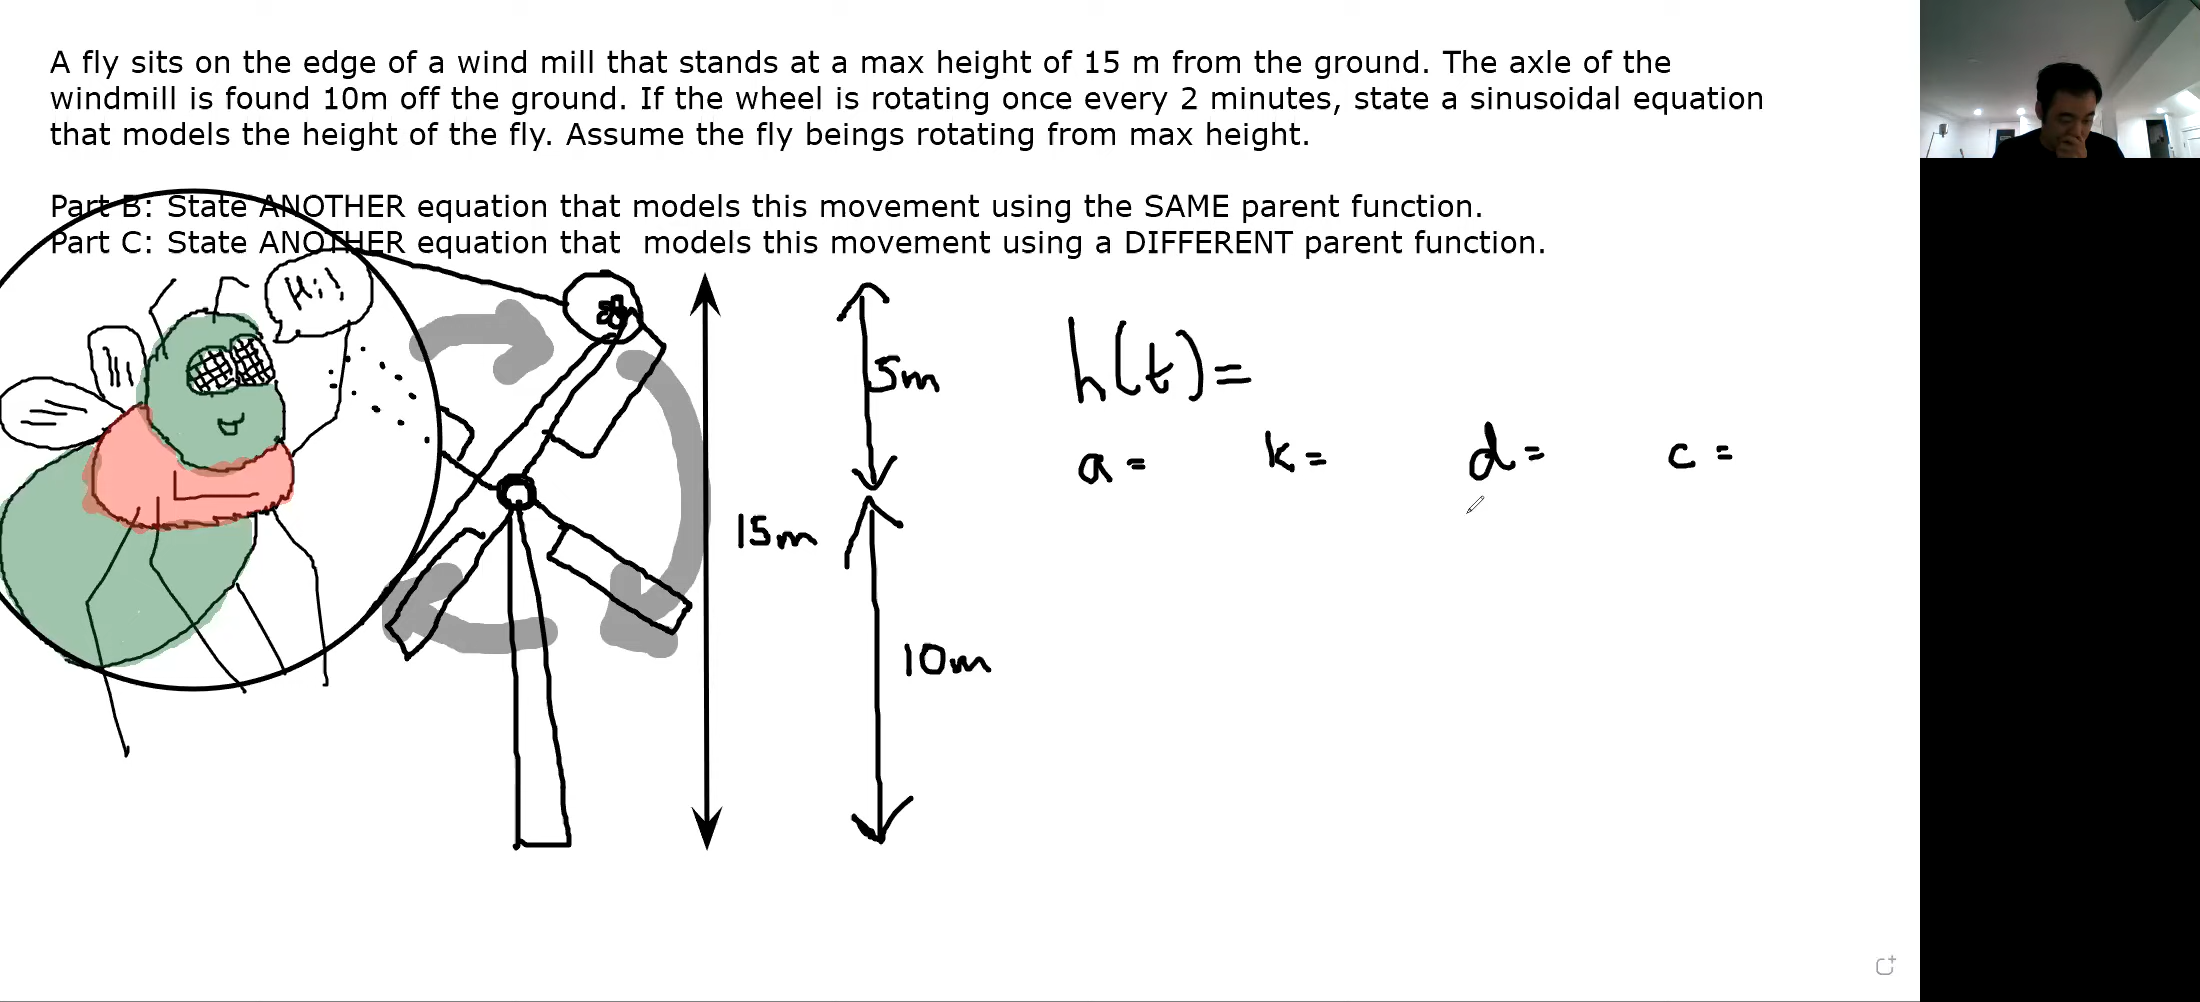 A fly sits on the edge of a wind mill that stands at a max height of 15 m from the ground. The axle of the
windmill is found 10m off the ground. If the wheel is rotating once every 2 minutes, state a sinusoidal equation
that models the height of the fly. Assume the fly beings rotating from max height.
Part B: State ANOTHER equation that models this movement using the SAME parent function.
Part C: State ANOTHER equation that  models this movement using a DIFFERENT parent function.
Hi!
5m
h(t)=
a =
k =
d =
c =
15m
10m